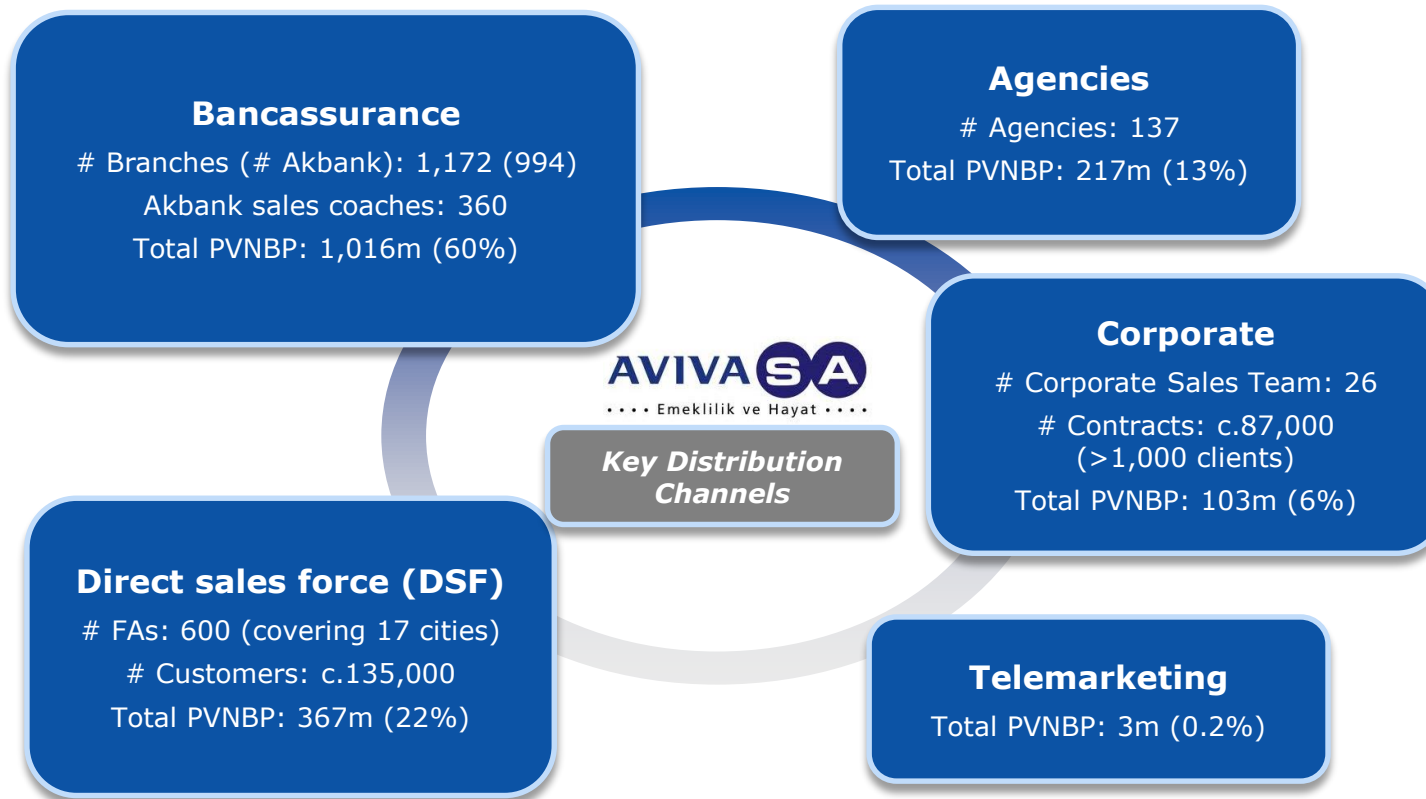 Bancassurance
# Branches (# Akbank): 1,172 (994)
Akbank sales coaches: 360
Total PVNBP: 1,016m (60%)
Agencies
# Agencies: 137
Total PVNBP: 217m (13%)
Corporate
# Corporate Sales Team: 26
# Contracts: c.87,000
(>1,000 clients)
Total PVNBP: 103m (6%)
AVIVASA
•••• Emeklilik ve Hayat ••••
Key Distribution
Channels
Direct sales force (DSF)
# FAs: 600 (covering 17 cities)
# Customers: c.135,000
Total PVNBP: 367m (22%)
Telemarketing
Total PVNBP: 3m (0.2%)